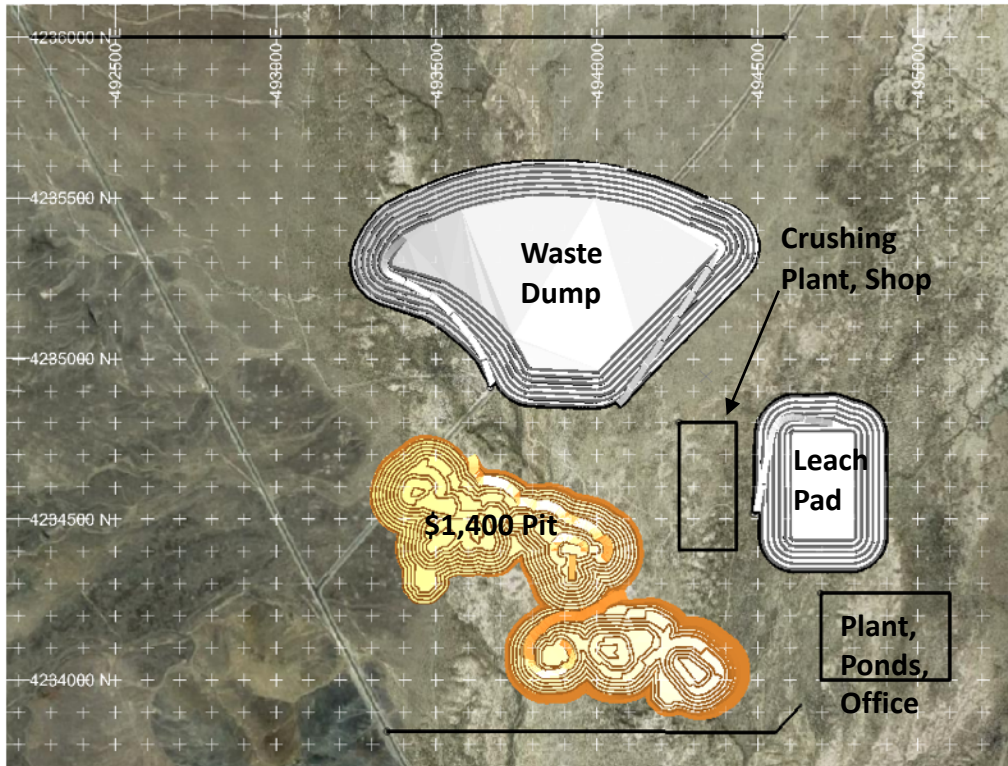 4236000 N
492500
493000
493500
494000
494500
495000
4235500 N
Waste
Dump
Crushing
Plant, Shop
4235000 N
Leach
Pad
$1,400 Pit
4234500 N
Plant,
Ponds,
Office
4234000 N